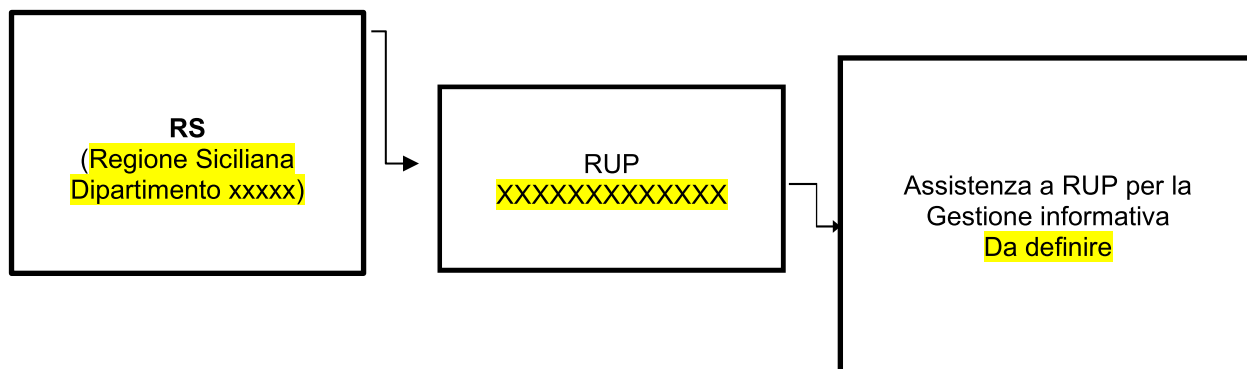 RS
(Regione Siciliana
Dipartimento xxxxx)
RUP
XXXXXXXXXXXXX
Assistenza a RUP per la
Gestione informativa
Da definire